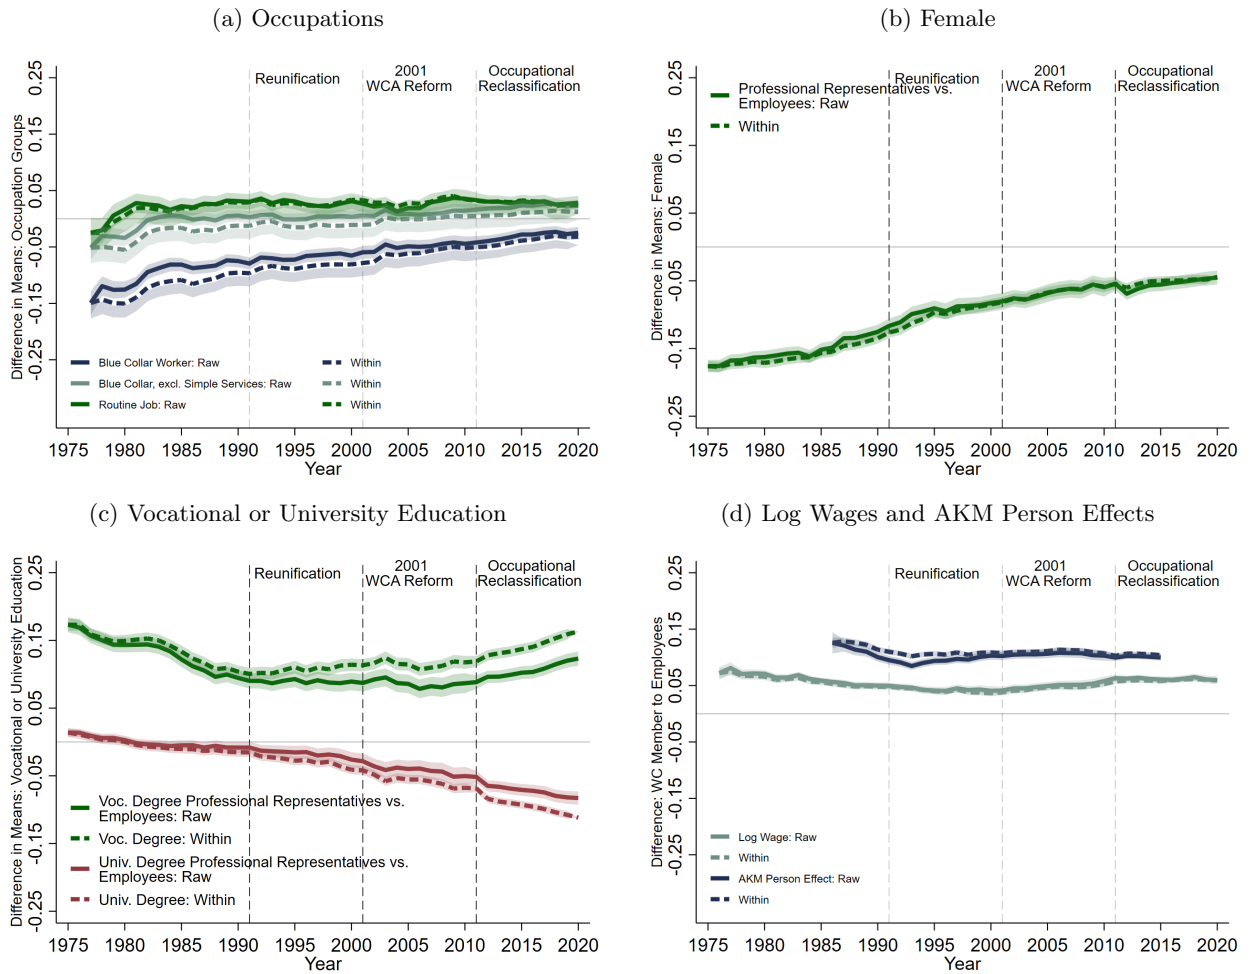 (a) Occupations
Difference in Means: Occupation Groups
0.25
0.15
0.05
-0.05
-0.15
-0.25
Reunification
2001
WCA Reform
Occupational
Reclassification
Blue Collar Worker: Raw
Within
Blue Collar, excl. Simple Services: Raw
Within
Routine Job: Raw
Within
1975 1980 1985 1990 1995 2000 2005 2010 2015 2020
Year
(b) Female
Difference in Means: Female
0.25
0.15
0.05
-0.05
-0.15
-0.25
Reunification
2001
WCA Reform
Occupational
Reclassification
Professional Representatives vs.
Employees: Raw
Within
1975 1980 1985 1990 1995 2000 2005 2010 2015 2020
Year
(c) Vocational or University Education
Difference in Means: Vocational or University Education
0.25
0.15
0.05
-0.05
-0.15
-0.25
Reunification
2001
WCA Reform
Occupational
Reclassification
Voc. Degree Professional Representatives vs.
Employees: Raw
Voc. Degree: Within
Univ. Degree Professional Representatives vs.
Employees: Raw
Univ. Degree: Within
1975 1980 1985 1990 1995 2000 2005 2010 2015 2020
Year
(d) Log Wages and AKM Person Effects
Difference: WC Member to Employees
0.25
0.15
0.05
-0.05
-0.15
-0.25
Reunification
2001
WCA Reform
Occupational
Reclassification
Log Wage: Raw
Within
AKM Person Effect: Raw
Within
1975 1980 1985 1990 1995 2000 2005 2010 2015 2020
Year